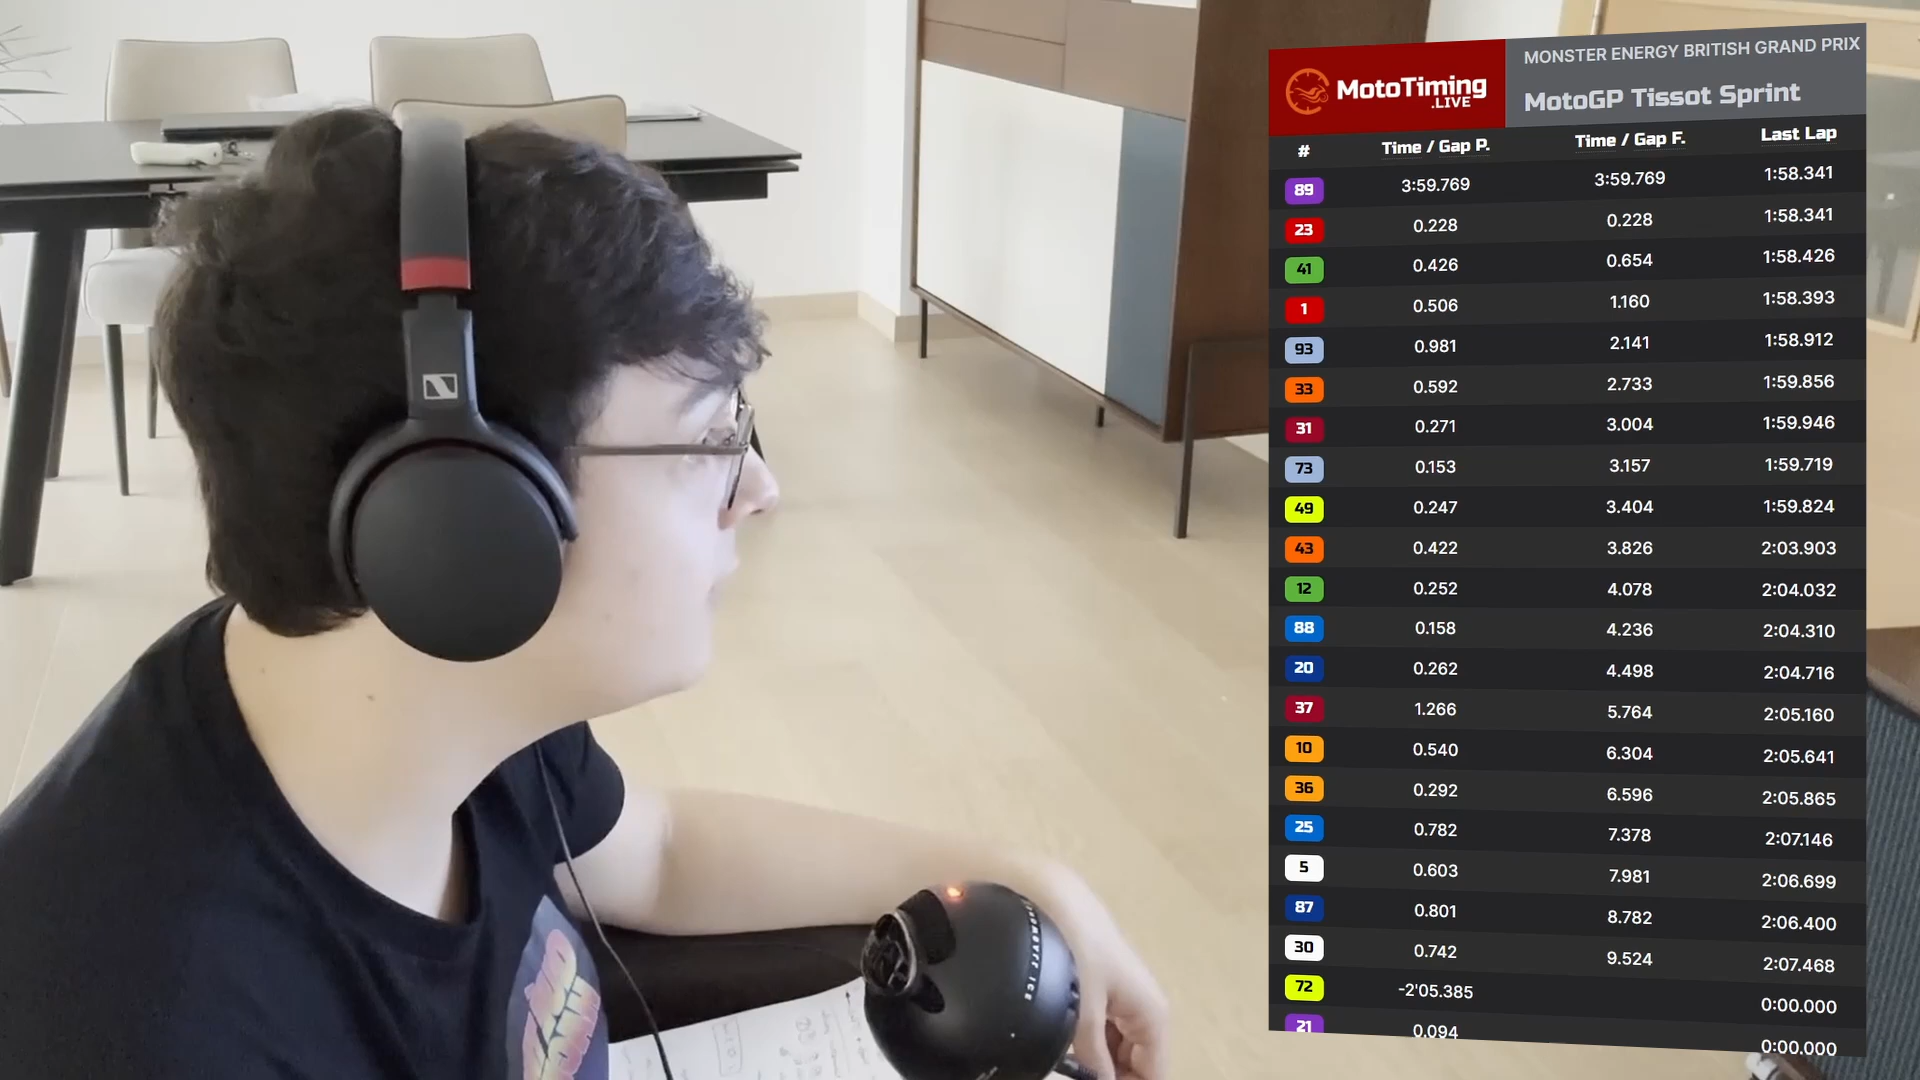 MotoTiming
.LIVE
MONSTER ENERGY BRITISH GRAND PRIX
MotoGP Tissot Sprint
# Time / Gap P. Time / Gap F. Last Lap
89 3:59.769 3:59.769 1:58.341
23 0.228 0.228 1:58.341
41 0.426 0.654 1:58.426
1 0.506 1.160 1:58.393
93 0.981 2.141 1:58.912
33 0.592 2.733 1:59.856
31 0.271 3.004 1:59.946
73 0.153 3.157 1:59.719
49 0.247 3.404 1:59.824
43 0.422 3.826 2:03.903
12 0.252 4.078 2:04.032
88 0.158 4.236 2:04.310
20 0.262 4.498 2:04.716
37 1.266 5.764 2:05.160
10 0.540 6.304 2:05.641
36 0.292 6.596 2:05.865
25 0.782 7.378 2:07.146
5 0.603 7.981 2:06.699
87 0.801 8.782 2:06.400
30 0.742 9.524 2:07.468
72 -2'05.385 0:00.000
21 0.094 0:00.000